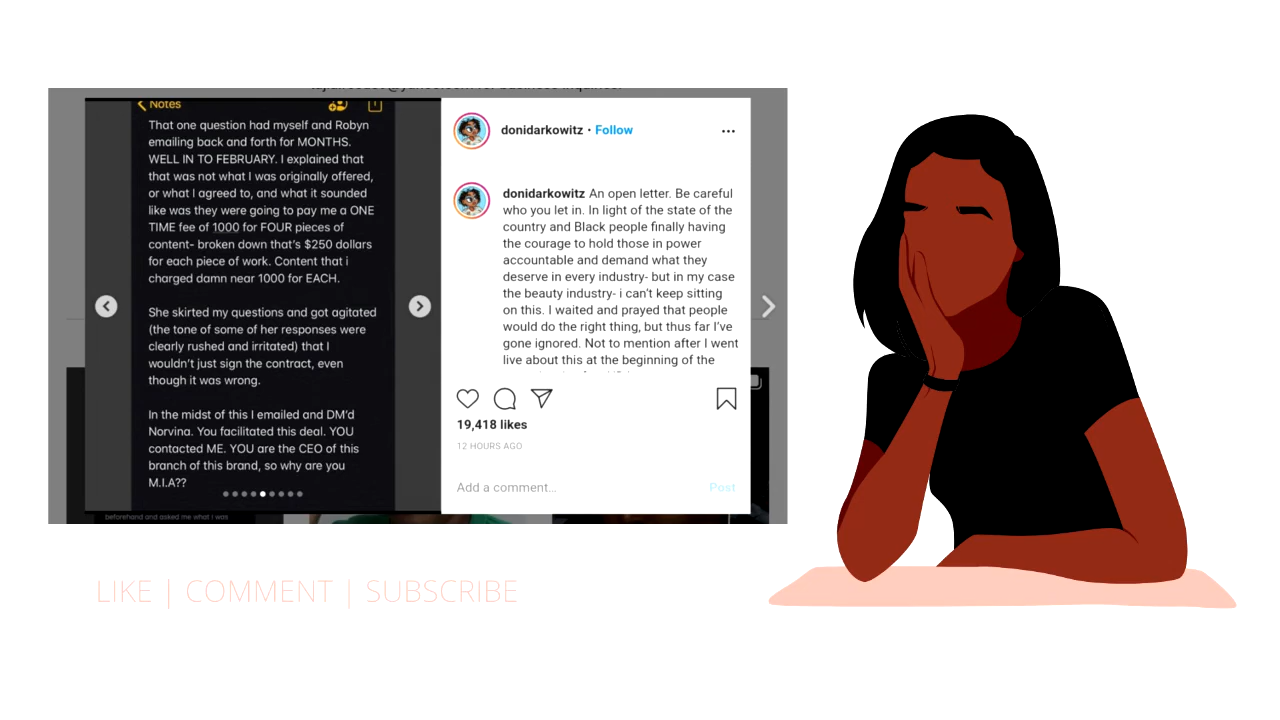 Notes
That one question had myself and Robyn
emailing back and forth for MONTHS.
WELL IN TO FEBRUARY. I explained that
that was not what I was originally offered,
or what I agreed to, and what it sounded
like was they were going to pay me a ONE
TIME fee of 1000 for FOUR pieces of
content- broken down that's $250 dollars
for each piece of work. Content that i
charged damn near 1000 for EACH.
She skirted my questions and got agitated
(the tone of some of her responses were
clearly rushed and irritated) that I
wouldn't just sign the contract, even
though it was wrong.
In the midst of this I emailed and DM'd
Norvina. You facilitated this deal. YOU
contacted ME. YOU are the CEO of this
branch of this brand, so why are you
M.I.A??
beforehand and asked me what I was
donidarkowitz • Follow
donidarkowitz An open letter. Be careful
who you let in. In light of the state of the
country and Black people finally having
the courage to hold those in power
accountable and demand what they
deserve in every industry- but in my case
the beauty industry- i can't keep sitting
on this. I waited and prayed that people
would do the right thing, but thus far I've
gone ignored. Not to mention after I went
live about this at the beginning of the
19,418 likes
12 HOURS AGO
Add a comment...
Post
LIKE | COMMENT | SUBSCRIBE